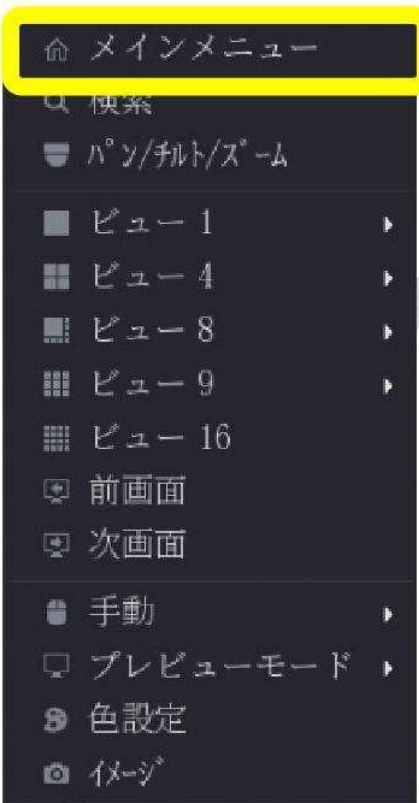 メインメニュー
検索
ﾊﾟﾝ/ﾁﾙﾄ/ｽﾞｰﾑ
ビュー 1
ビュー 4
ビュー 8
ビュー 9
ビュー 16
前画面
次画面
手動
プレビューモード
色設定
ｲﾒｰｼﾞ